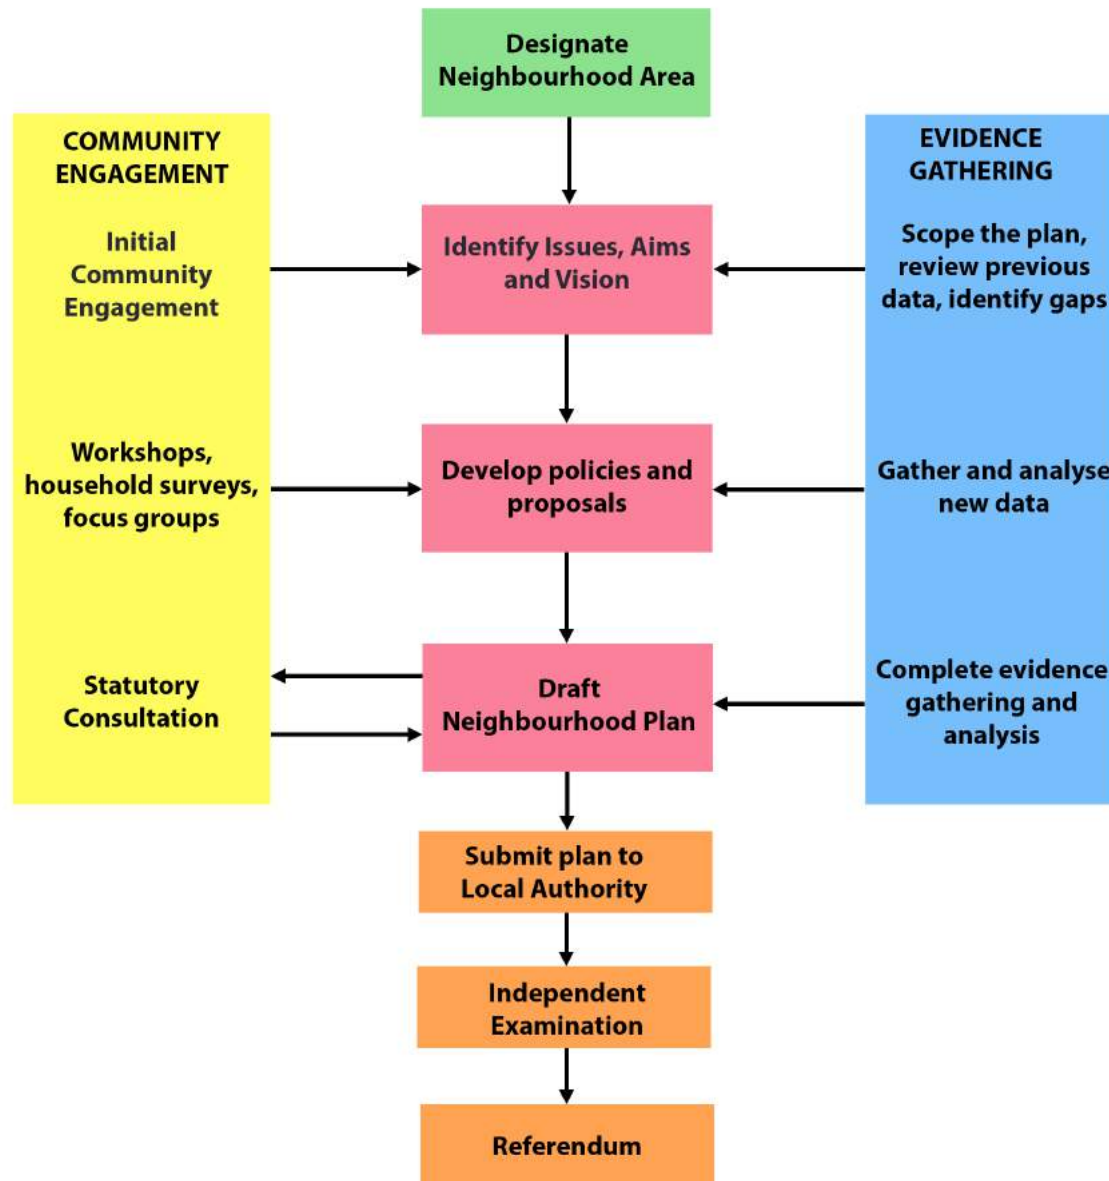 Designate
Neighbourhood Area
COMMUNITY
ENGAGEMENT
EVIDENCE
GATHERING
Initial
Community
Engagement
Identify Issues, Aims
and Vision
Scope the plan,
review previous
data, identify gaps
Workshops,
household surveys,
focus groups
Develop policies and
proposals
Gather and analyse
new data
Statutory
Consultation
Draft
Neighbourhood Plan
Complete evidence
gathering and
analysis
Submit plan to
Local Authority
Independent
Examination
Referendum